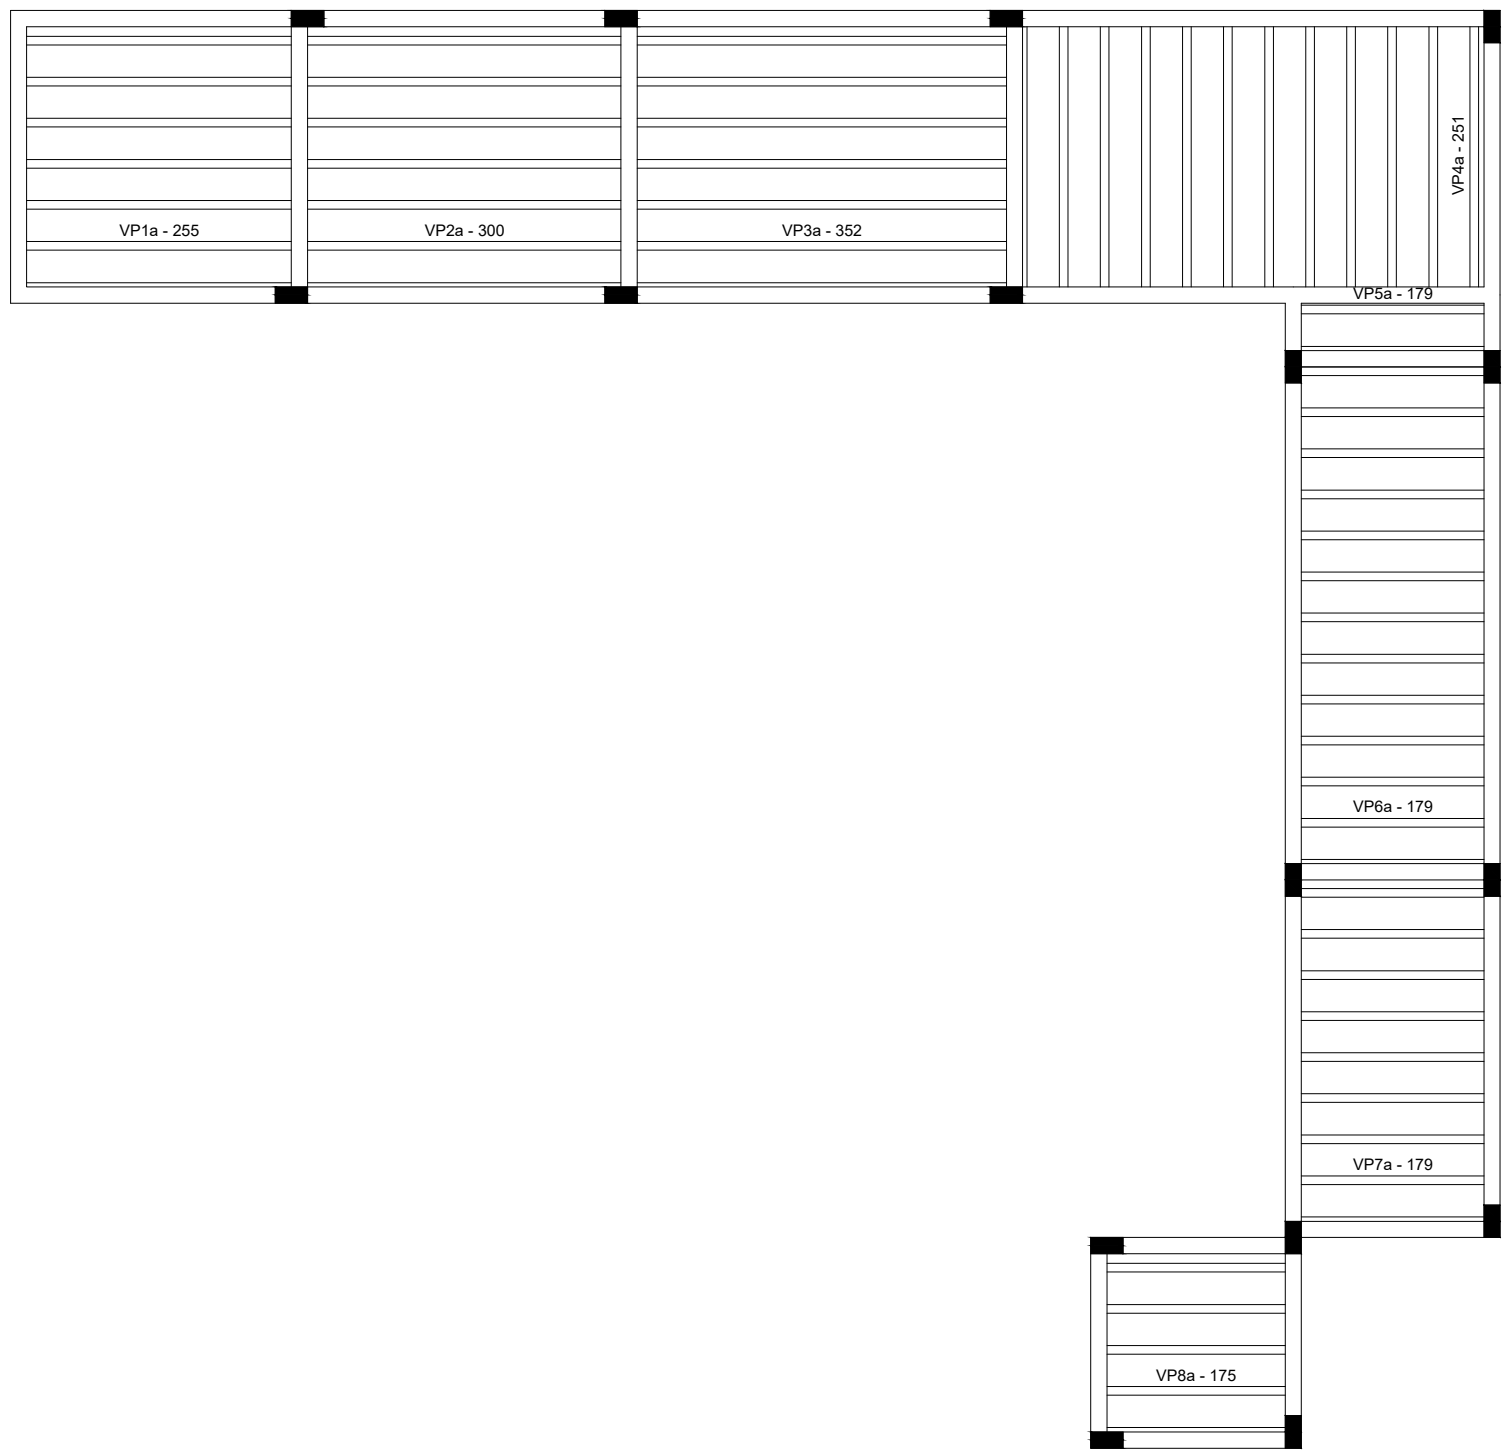 VP1a - 255
VP2a - 300
VP3a - 352
VP4a - 251
VP5a - 179
VP6a - 179
VP7a - 179
VP8a - 175